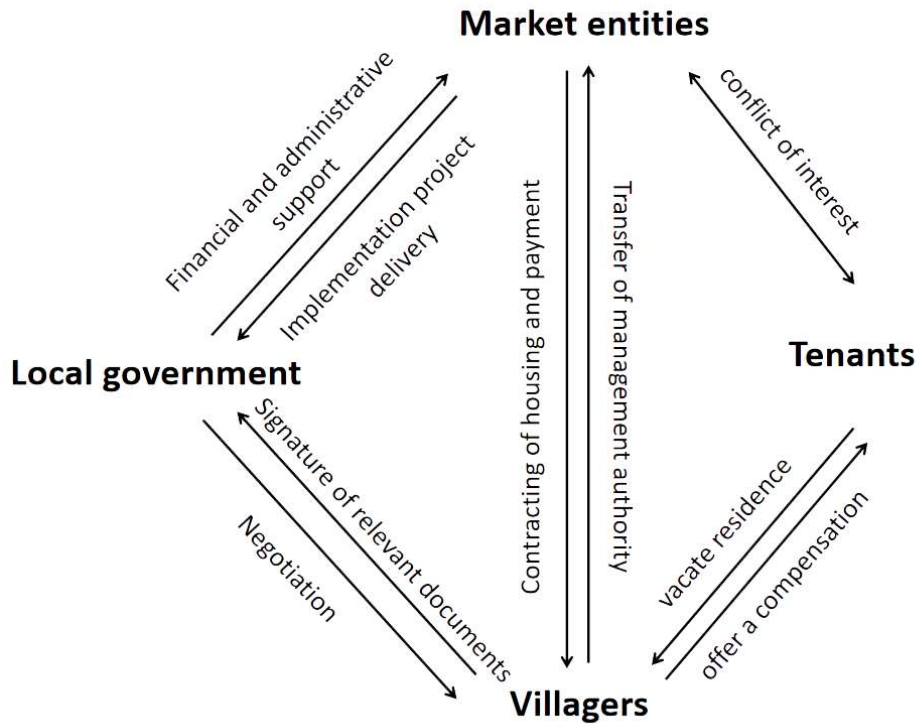 Market entities
Financial and administrative
support
Implementation project
delivery
Contracting of housing and payment
Transfer of management authority
conflict of interest
Local government
Tenants
Signature of relevant documents
Negotiation
vacate residence
offer a compensation
Villagers